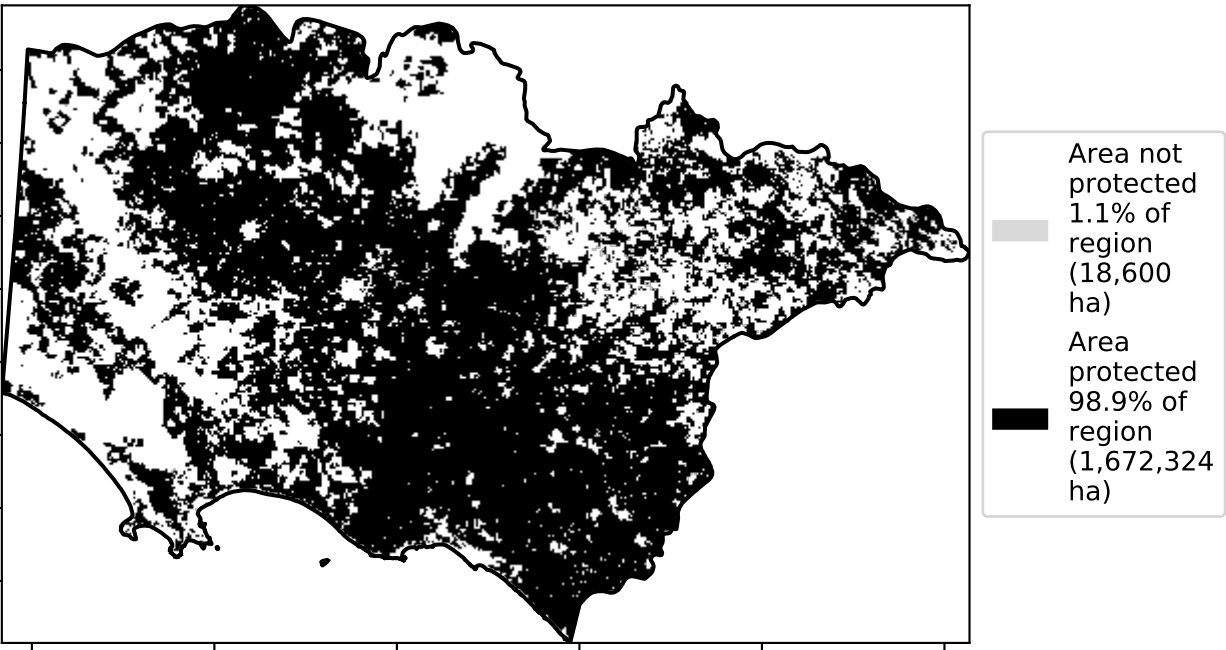 Area not
protected
1.1% of
region
(18,600
ha)
Area
protected
98.9% of
region
(1,672,324
ha)